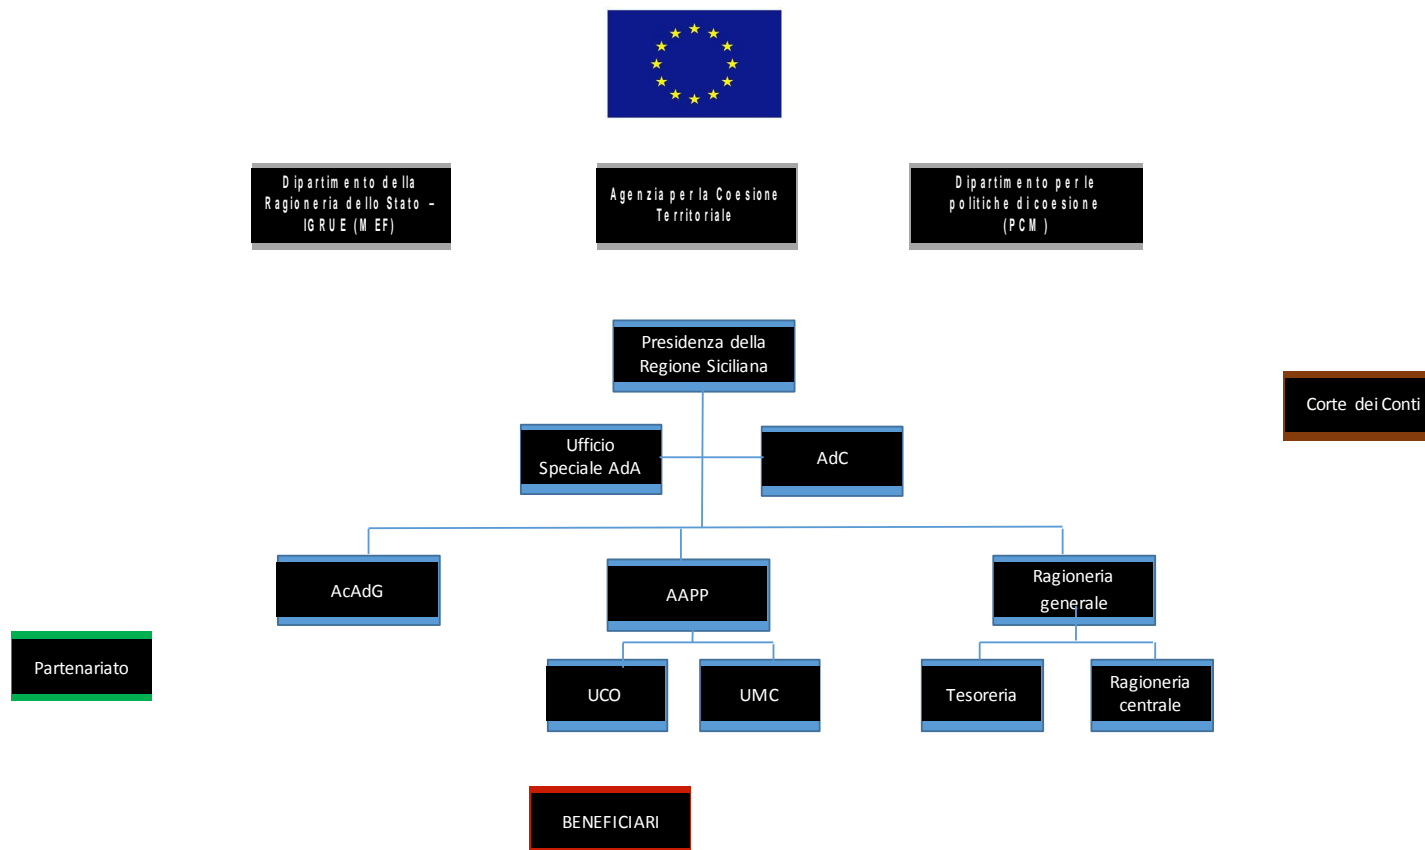 Dipartimento della
Ragioneria dello Stato –
IGRUE (MEF)
Agenzia per la Coesione
Territoriale
Dipartimento per le
politiche di coesione
(PCM)
Presidenza della
Regione Siciliana
Corte dei Conti
Ufficio
Speciale AdA
AdC
AcAdG
AAPP
Ragioneria
generale
Partenariato
UCO
UMC
Tesoreria
Ragioneria
centrale
BENEFICIARI